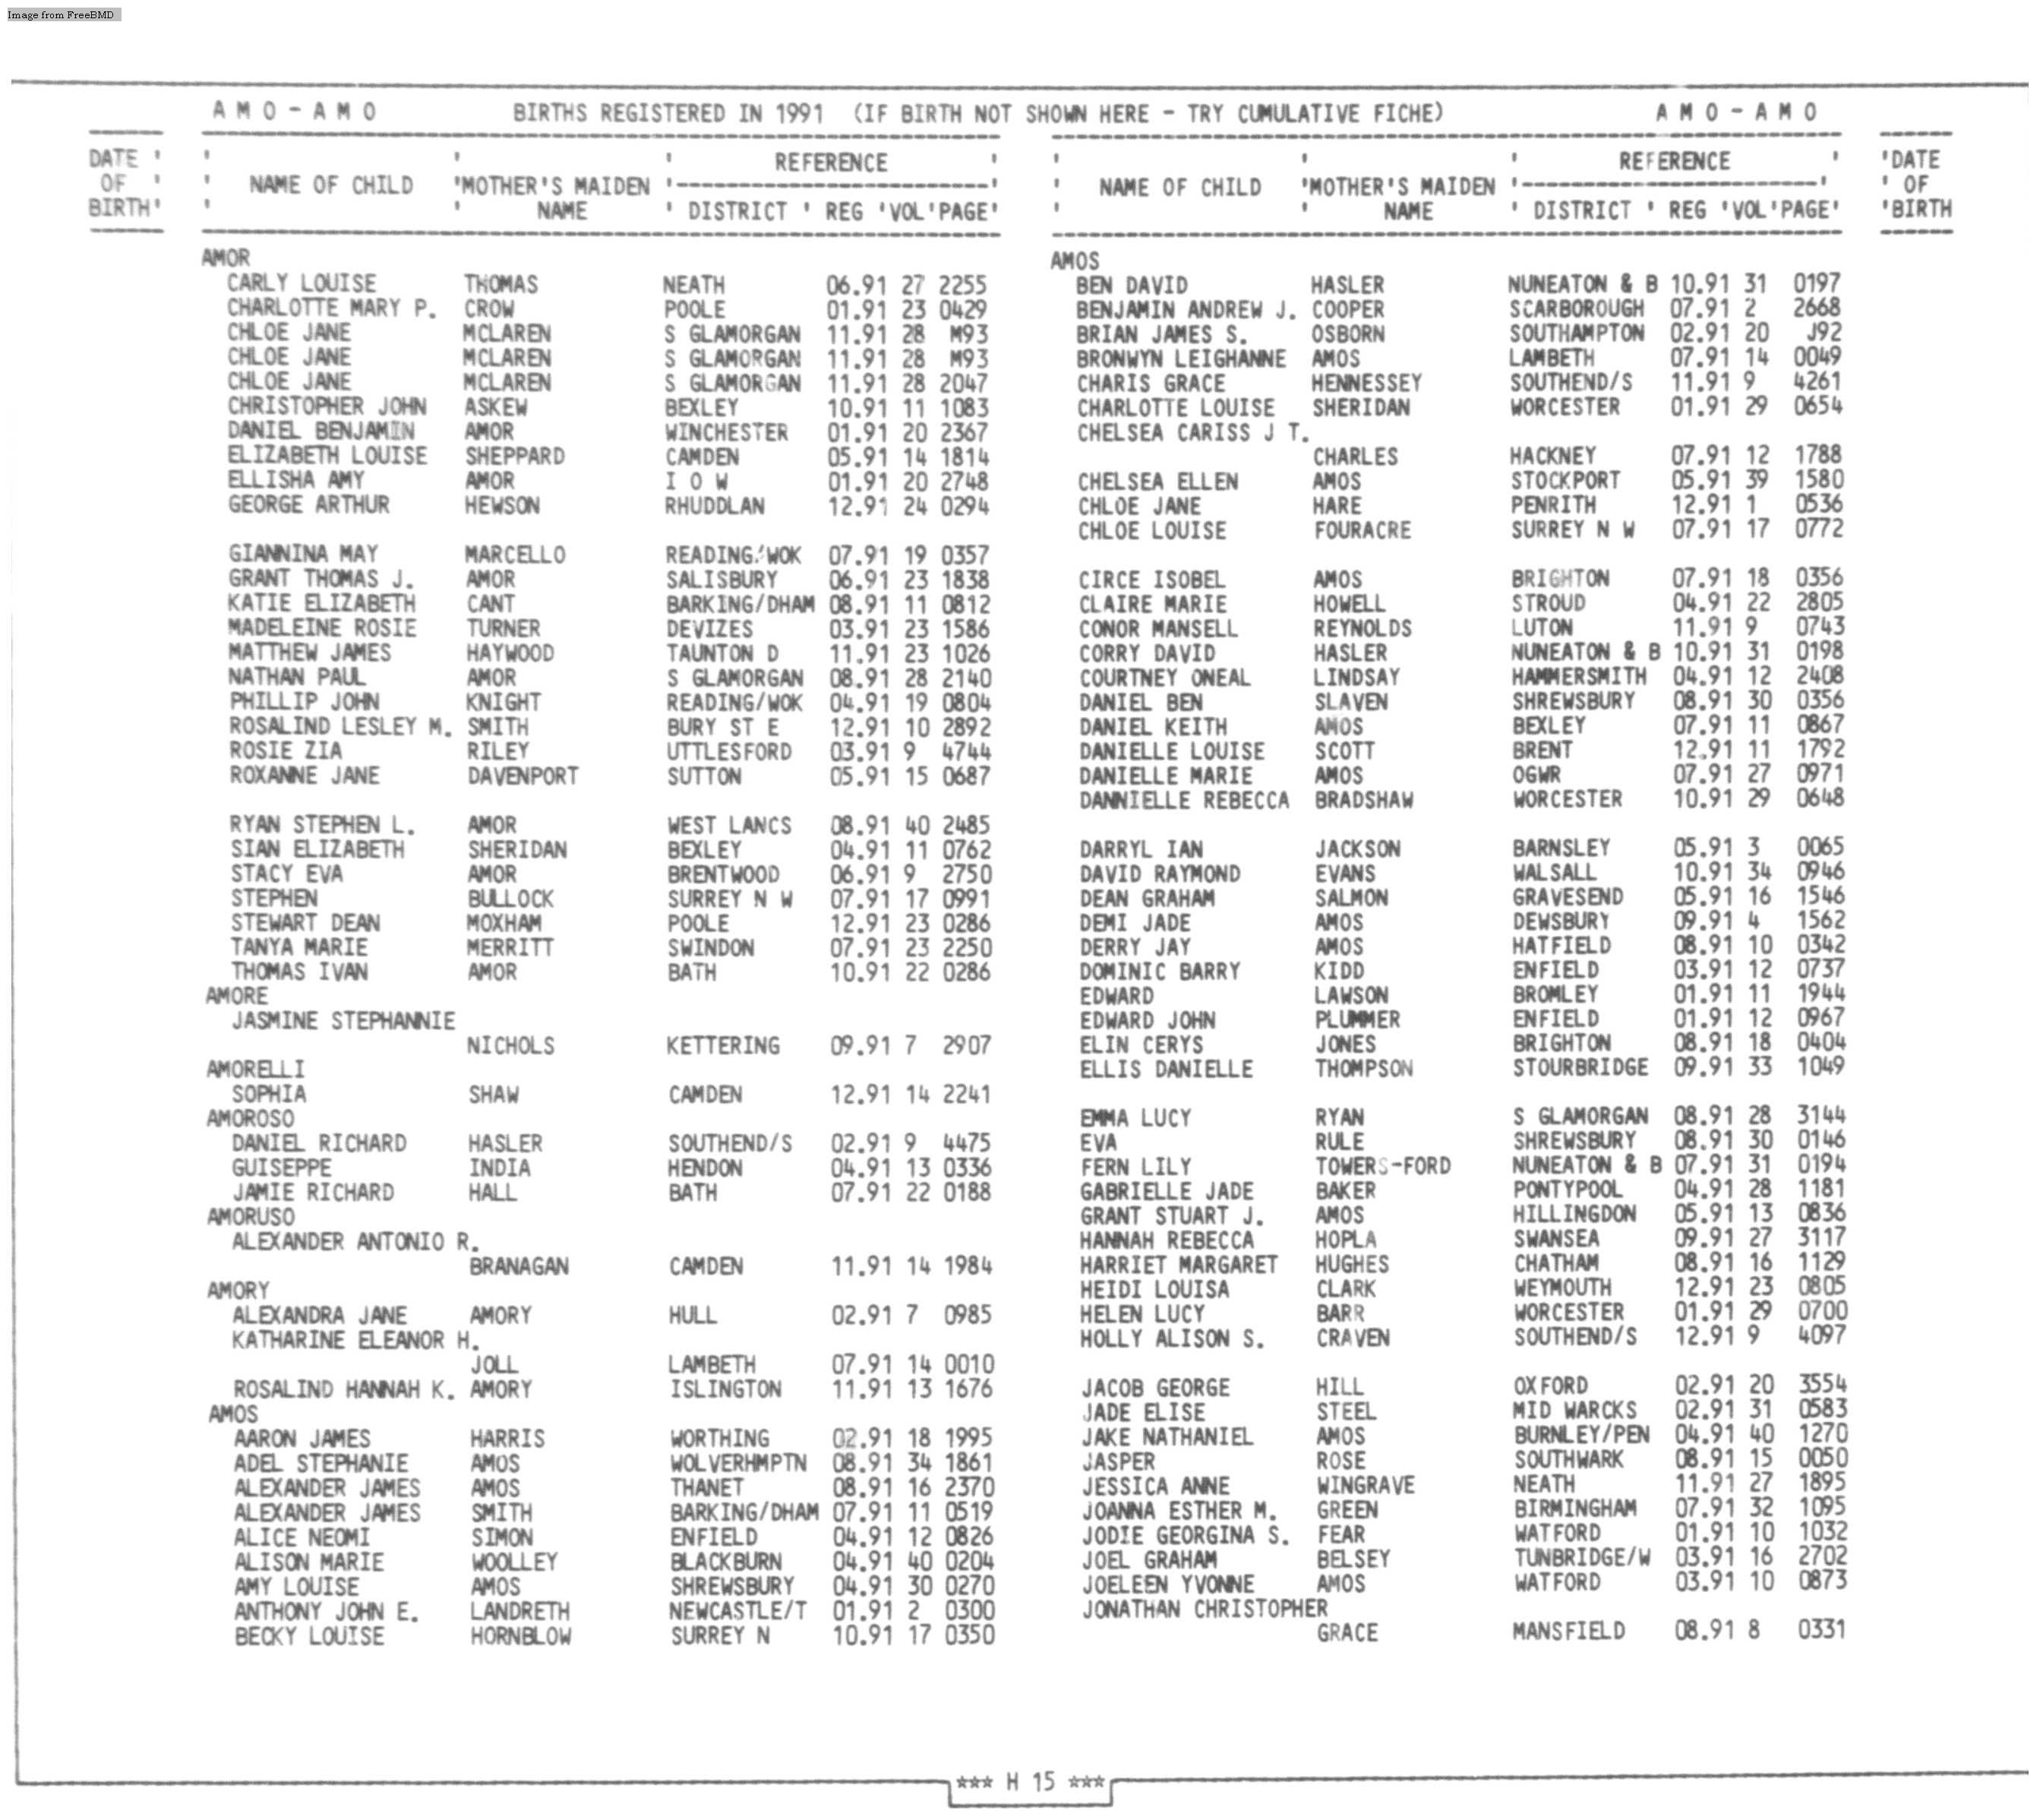 Image from FreeBMD
A M O - A M O BIRTHS REGISTERED IN 1991 (IF BIRTH NOT SHOWN HERE - TRY CUMULATIVE FICHE) A M O - A M O
DATE OF BIRTH
NAME OF CHILD MOTHER'S MAIDEN NAME REFERENCE DISTRICT REG VOL PAGE
AMOR
CARLY LOUISE THOMAS NEATH 06.91 27 2255
CHARLOTTE MARY P. CROW POOLE 01.91 23 0429
CHLOE JANE MCLAREN S GLAMORGAN 11.91 28 M93
CHLOE JANE MCLAREN S GLAMORGAN 11.91 28 M93
CHLOE JANE MCLAREN S GLAMORGAN 11.91 28 2047
CHRISTOPHER JOHN ASKEW BEXLEY 10.91 11 1083
DANIEL BENJAMIN AMOR WINCHESTER 01.91 20 2367
ELIZABETH LOUISE SHEPPARD CAMDEN 05.91 14 1814
ELLISHA AMY AMOR I O W 01.91 20 2748
GEORGE ARTHUR HEWSON RHUDDLAN 12.91 24 0294
GIANNINA MAY MARCELLO READING/WOK 07.91 19 0357
GRANT THOMAS J. AMOR SALISBURY 06.91 23 1838
KATIE ELIZABETH CANT BARKING/DHAM 08.91 11 0812
MADELEINE ROSIE TURNER DEVIZES 03.91 23 1586
MATTHEW JAMES HAYWOOD TAUNTON D 11.91 23 1026
NATHAN PAUL AMOR S GLAMORGAN 08.91 28 2140
PHILLIP JOHN KNIGHT READING/WOK 04.91 19 0804
ROSALIND LESLEY M. SMITH BURY ST E 12.91 10 2892
ROSIE ZIA RILEY UTTLESFORD 03.91 9 4744
ROXANNE JANE DAVENPORT SUTTON 05.91 15 0687
RYAN STEPHEN L. AMOR WEST LANCS 08.91 40 2485
SIAN ELIZABETH SHERIDAN BEXLEY 04.91 11 0762
STACY EVA AMOR BRENTWOOD 06.91 9 2750
STEPHEN BULLOCK SURREY N W 07.91 17 0991
STEWART DEAN MOXHAM POOLE 12.91 23 0286
TANYA MARIE MERRITT SWINDON 07.91 23 2250
THOMAS IVAN AMOR BATH 10.91 22 0286
AMORE
JASMINE STEPHANNIE
NICHOLS KETTERING 09.91 7 2907
AMORELLI
SOPHIA SHAW CAMDEN 12.91 14 2241
AMOROSO
DANIEL RICHARD HASLER SOUTHEND/S 02.91 9 4475
GUISEPPE INDIA HENDON 04.91 13 0336
JAMIE RICHARD HALL BATH 07.91 22 0188
AMORUSO
ALEXANDER ANTONIO R.
BRANAGAN CAMDEN 11.91 14 1984
AMORY
ALEXANDRA JANE AMORY HULL 02.91 7 0985
KATHARINE ELEANOR H.
JOLL LAMBETH 07.91 14 0010
ROSALIND HANNAH K. AMORY ISLINGTON 11.91 13 1676
AMOS
AARON JAMES HARRIS WORTHING 02.91 18 1995
ADEL STEPHANIE AMOS WOLVERHMPTN 08.91 34 1861
ALEXANDER JAMES AMOS THANET 08.91 16 2370
ALEXANDER JAMES SMITH BARKING/DHAM 07.91 11 0519
ALICE NEOMI SIMON ENFIELD 04.91 12 0826
ALISON MARIE WOOLLEY BLACKBURN 04.91 40 0204
AMY LOUISE AMOS SHREWSBURY 04.91 30 0270
ANTHONY JOHN E. LANDRETH NEWCASTLE/T 01.91 2 0300
BECKY LOUISE HORNBLOW SURREY N 10.91 17 0350
NAME OF CHILD MOTHER'S MAIDEN NAME REFERENCE DISTRICT REG VOL PAGE
DATE OF BIRTH
AMOS
BEN DAVID HASLER NUNEATON & B 10.91 31 0197
BENJAMIN ANDREW J. COOPER SCARBOROUGH 07.91 2 2668
BRIAN JAMES S. OSBORN SOUTHAMPTON 02.91 20 J92
BRONWYN LEIGHANNE AMOS LAMBETH 07.91 14 0049
CHARIS GRACE HENNESSEY SOUTHEND/S 11.91 9 4261
CHARLOTTE LOUISE SHERIDAN WORCESTER 01.91 29 0654
CHELSEA CARISS J T.
CHARLES HACKNEY 07.91 12 1788
CHELSEA ELLEN AMOS STOCKPORT 05.91 39 1580
CHLOE JANE HARE PENRITH 12.91 1 0536
CHLOE LOUISE FOURACRE SURREY N W 07.91 17 0772
CIRCE ISOBEL AMOS BRIGHTON 07.91 18 0356
CLAIRE MARIE HOWELL STROUD 04.91 22 2805
CONOR MANSELL REYNOLDS LUTON 11.91 9 0743
CORRY DAVID HASLER NUNEATON & B 10.91 31 0198
COURTNEY ONEAL LINDSAY HAMMERSMITH 04.91 12 2408
DANIEL BEN SLAVEN SHREWSBURY 08.91 30 0356
DANIEL KEITH AMOS BEXLEY 07.91 11 0867
DANIELLE LOUISE SCOTT BRENT 12.91 11 1792
DANIELLE MARIE AMOS OGWR 07.91 27 0971
DANNIELLE REBECCA BRADSHAW WORCESTER 10.91 29 0648
DARRYL IAN JACKSON BARNSLEY 05.91 3 0065
DAVID RAYMOND EVANS WALSALL 10.91 34 0946
DEAN GRAHAM SALMON GRAVESEND 05.91 16 1546
DEMI JADE AMOS DEWSBURY 09.91 4 1562
DERRY JAY AMOS HATFIELD 08.91 10 0342
DOMINIC BARRY KIDD ENFIELD 03.91 12 0737
EDWARD LAWSON BROMLEY 01.91 11 1944
EDWARD JOHN PLUMMER ENFIELD 01.91 12 0967
ELIN CERYS JONES BRIGHTON 08.91 18 0404
ELLIS DANIELLE THOMPSON STOURBRIDGE 09.91 33 1049
EMMA LUCY RYAN S GLAMORGAN 08.91 28 3144
EVA RULE SHREWSBURY 08.91 30 0146
FERN LILY TOWERS-FORD NUNEATON & B 07.91 31 0194
GABRIELLE JADE BAKER PONTYPOOL 04.91 28 1181
GRANT STUART J. AMOS HILLINGDON 05.91 13 0836
HANNAH REBECCA HOPLA SWANSEA 09.91 27 3117
HARRIET MARGARET HUGHES CHATHAM 08.91 16 1129
HEIDI LOUISA CLARK WEYMOUTH 12.91 23 0805
HELEN LUCY BARR WORCESTER 01.91 29 0700
HOLLY ALISON S. CRAVEN SOUTHEND/S 12.91 9 4097
JACOB GEORGE HILL OXFORD 02.91 20 3554
JADE ELISE STEEL MID WARCKS 02.91 31 0583
JAKE NATHANIEL AMOS BURNLEY/PEN 04.91 40 1270
JASPER ROSE SOUTHWARK 08.91 15 0050
JESSICA ANNE WINGRAVE NEATH 11.91 27 1895
JOANNA ESTHER M. GREEN BIRMINGHAM 07.91 32 1095
JODIE GEORGINA S. FEAR WATFORD 01.91 10 1032
JOEL GRAHAM BELSEY TUNBRIDGE/W 03.91 16 2702
JOELEEN YVONNE AMOS WATFORD 03.91 10 0873
JONATHAN CHRISTOPHER
GRACE MANSFIELD 08.91 8 0331
*** H 15 ***